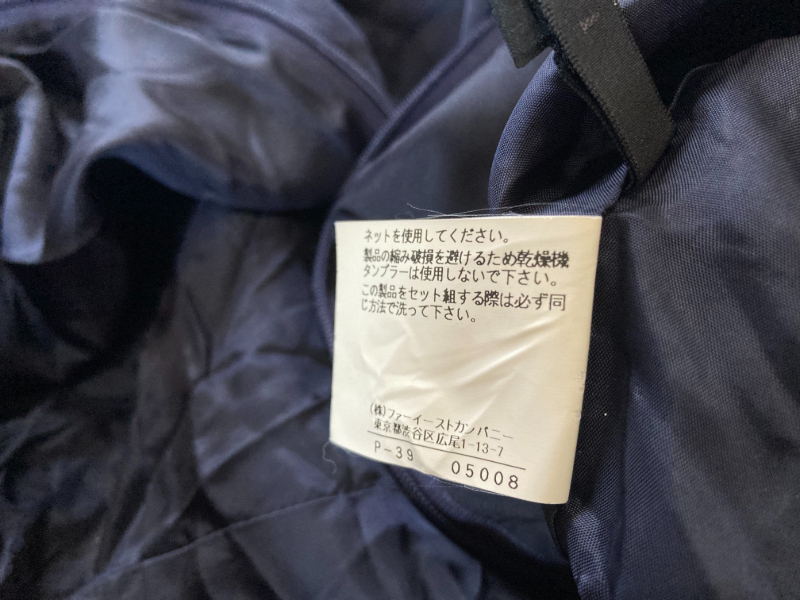 ネットを使用してください。
製品の縮み破損を避けるため乾燥機
タンブラーは使用しないで下さい。
この製品をセット組する際は必ず同
じ方法で洗って下さい。
(株)ファーイーストカンパニー
東京都渋谷区広尾1-13-7
P-39 05008